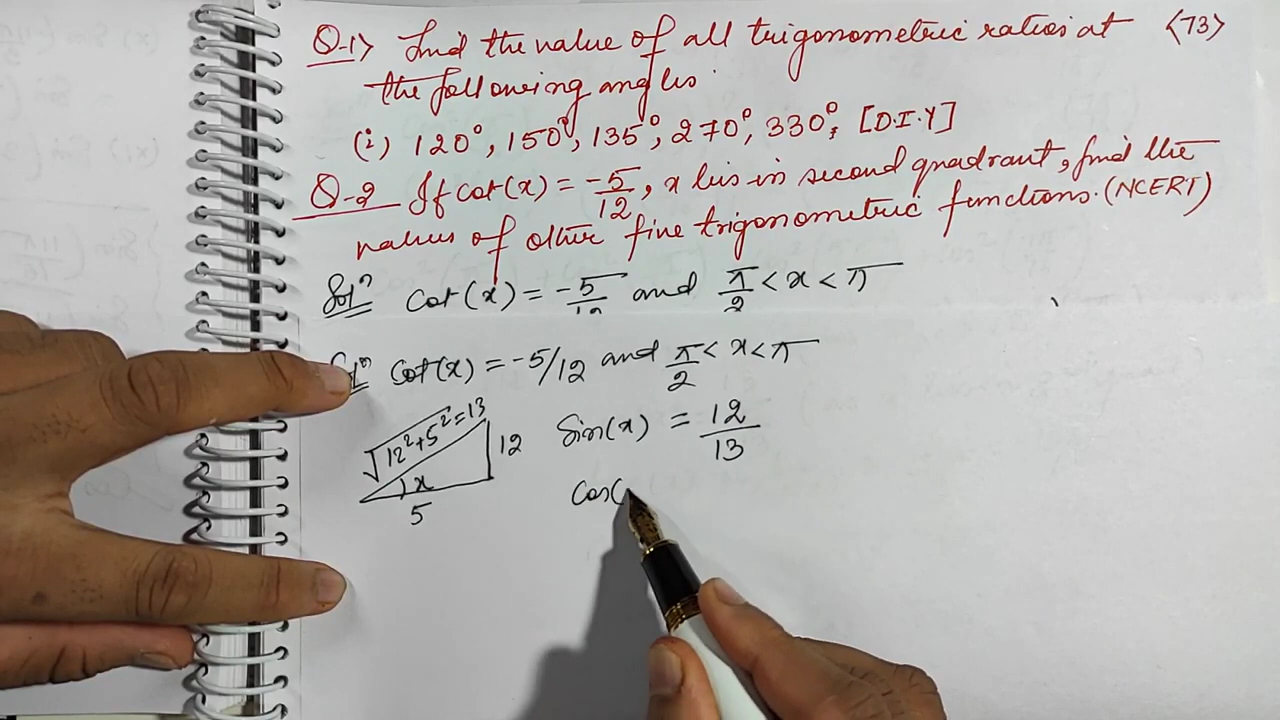 Q-1> Find the value of all trigonometric ratios at <73>
the following angles
(i) 120°, 150°, 135°, 270°, 330°, [D.I.Y]
Q-2 If cot(x) = -5/12, x lies in second quadrant, find the
values of other five trigonometric functions. (NCERT)
Solⁿ cot(x) = -5/12 and π/2 < x < π
Solⁿ cot(x) = -5/12 and π/2 < x < π
√12²+5² = 13
12
x
5
Sin(x) = 12/13
Cos(